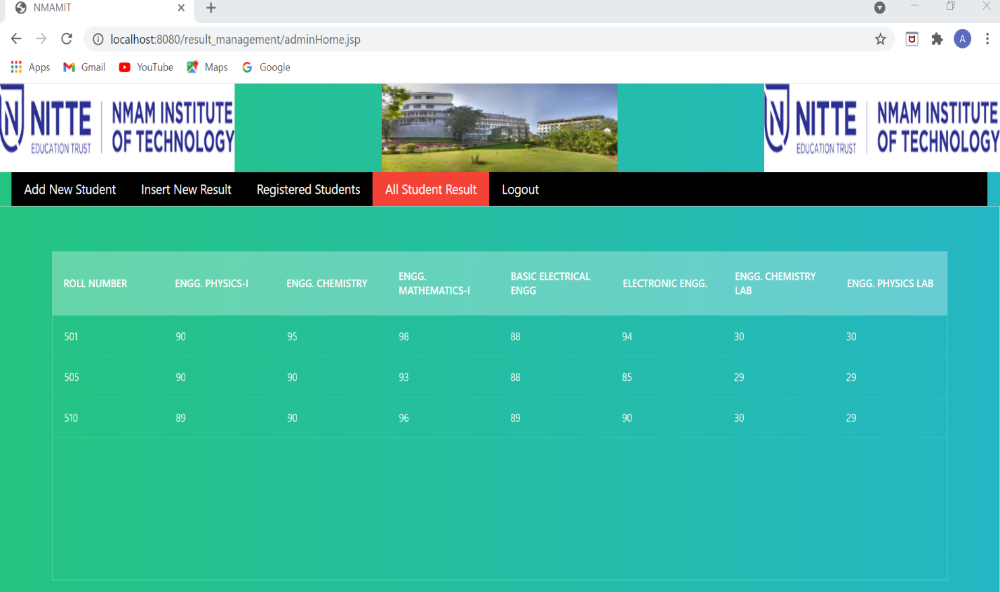 NMAMIT
localhost:8080/result_management/adminHome.jsp
A
Apps Gmail YouTube Maps Google
NITTE
EDUCATION TRUST
NMAM INSTITUTE
OF TECHNOLOGY
NITTE
EDUCATION TRUST
NMAM INSTITUTE
OF TECHNOLOGY
Add New Student Insert New Result Registered Students All Student Result Logout
ROLL NUMBER ENGG. PHYSICS-I ENGG. CHEMISTRY ENGG. MATHEMATICS-I BASIC ELECTRICAL ENGG ELECTRONIC ENGG. ENGG. CHEMISTRY LAB ENGG. PHYSICS LAB
501 90 95 98 88 94 30 30
505 90 90 93 88 85 29 29
510 89 90 96 89 90 30 29